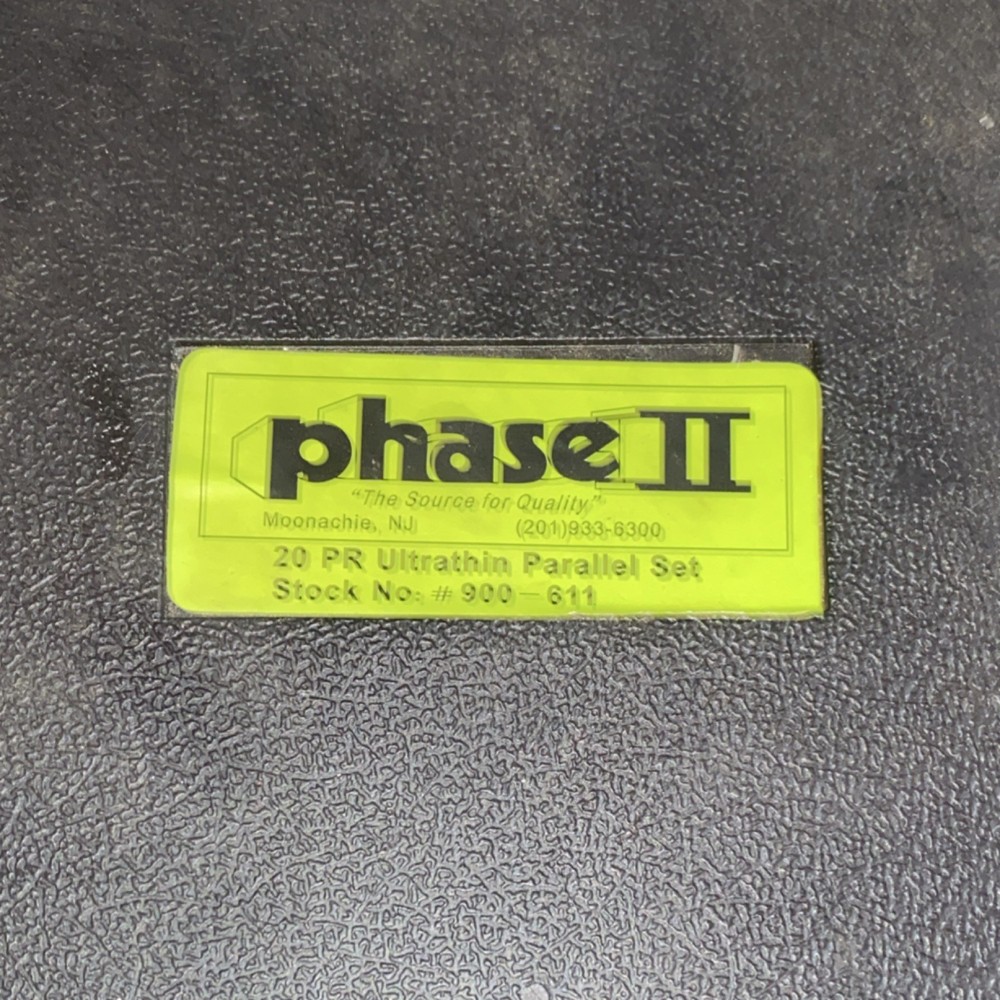 phase II
"The Source for Quality"
Moonachie, NJ (201)933-6300
20 PR Ultrathin Parallel Set
Stock No: # 900-611